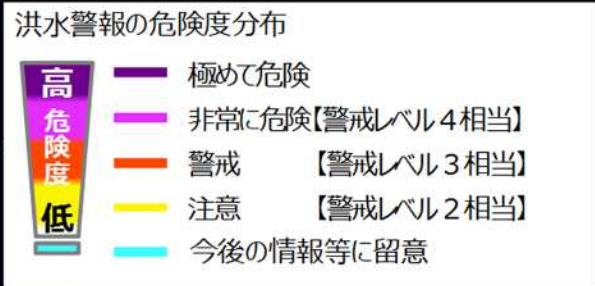 洪水警報の危険度分布
高
危険度
低
極めて危険
非常に危険【警戒レベル４相当】
警戒　　　【警戒レベル３相当】
注意　　　【警戒レベル２相当】
今後の情報等に留意